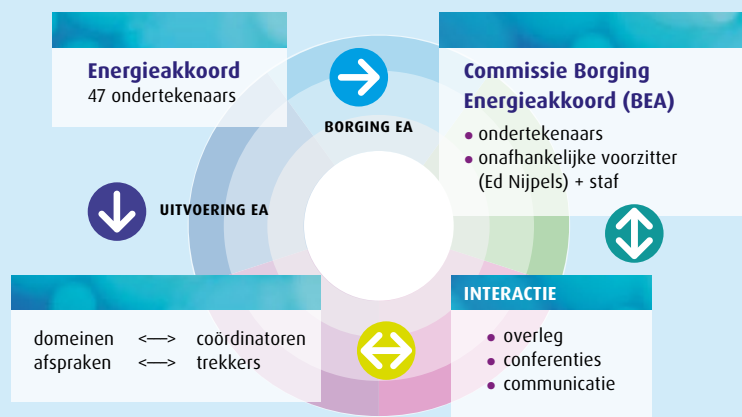 Energieakkoord
47 ondertekenaars
BORGING EA
Commissie Borging
Energieakkoord (BEA)
• ondertekenaars
• onafhankelijke voorzitter
(Ed Nijpels) + staf
UITVOERING EA
domeinen <—> coördinatoren
afspraken <—> trekkers
INTERACTIE
• overleg
• conferenties
• communicatie